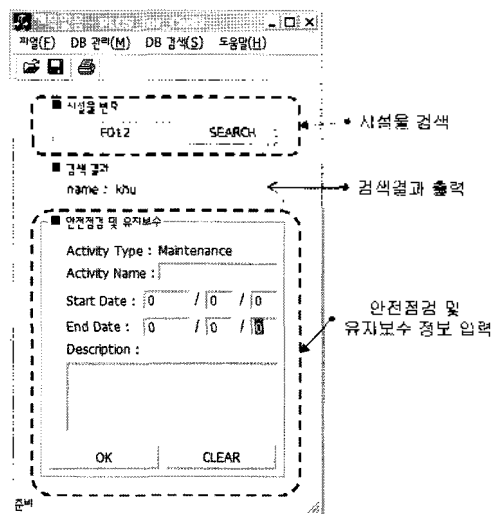 파일(F) DB 관리(M) DB 검색(S) 도움말(H)
■ 시설물 번호
F012 SEARCH
시설물 검색
■ 검색 결과
name : khu
검색결과 출력
■ 안전점검 및 유지보수
Activity Type : Maintenance
Activity Name :
Start Date : 0 / 0 / 0
End Date : 0 / 0 / 0
안전점검 및
유지보수 정보 입력
Description :
OK CLEAR
준비